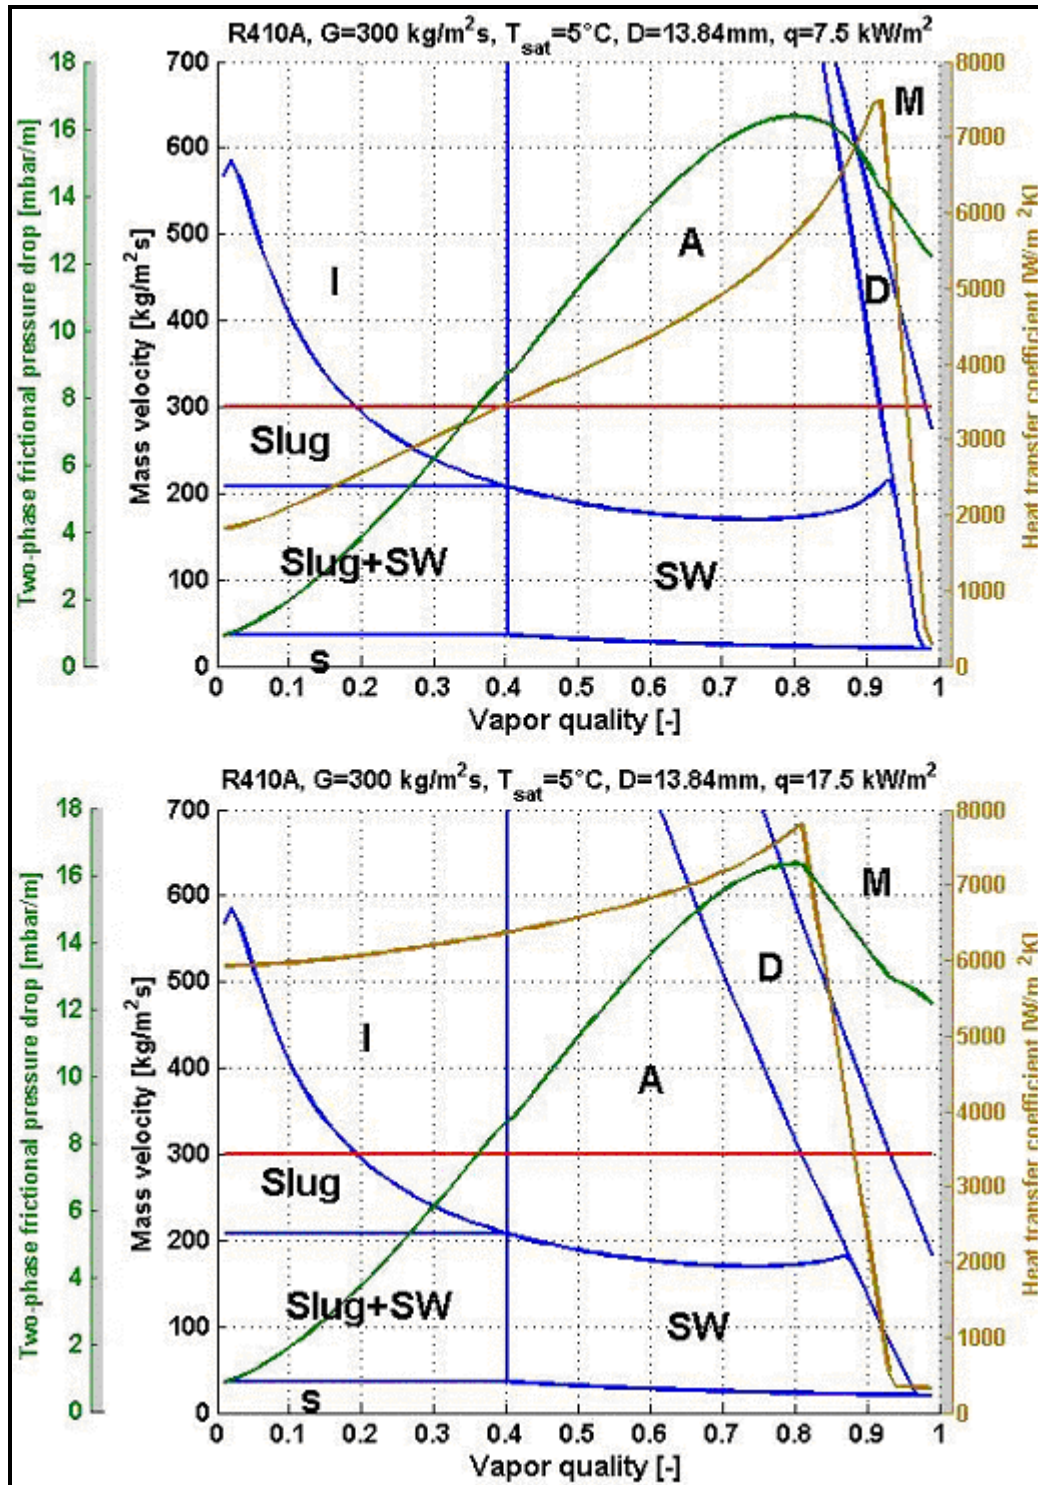 R410A, G=300 kg/m²s, Tsat=5°C, D=13.84mm, q=7.5 kW/m²
Two-phase frictional pressure drop [mbar/m]
18
16
14
12
10
8
6
4
2
0
Mass velocity [kg/m²s]
700
600
500
400
300
200
100
0
I
A
M
D
Slug
Slug+SW
SW
S
8000
7000
6000
5000
4000
3000
2000
1000
0
Heat transfer coefficient [W/m ²K]
0 0.1 0.2 0.3 0.4 0.5 0.6 0.7 0.8 0.9 1
Vapor quality [-]
R410A, G=300 kg/m²s, Tsat=5°C, D=13.84mm, q=17.5 kW/m²
Two-phase frictional pressure drop [mbar/m]
18
16
14
12
10
8
6
4
2
0
Mass velocity [kg/m²s]
700
600
500
400
300
200
100
0
M
D
I
A
Slug
Slug+SW
SW
S
8000
7000
6000
5000
4000
3000
2000
1000
0
Heat transfer coefficient [W/m ²K]
0 0.1 0.2 0.3 0.4 0.5 0.6 0.7 0.8 0.9 1
Vapor quality [-]